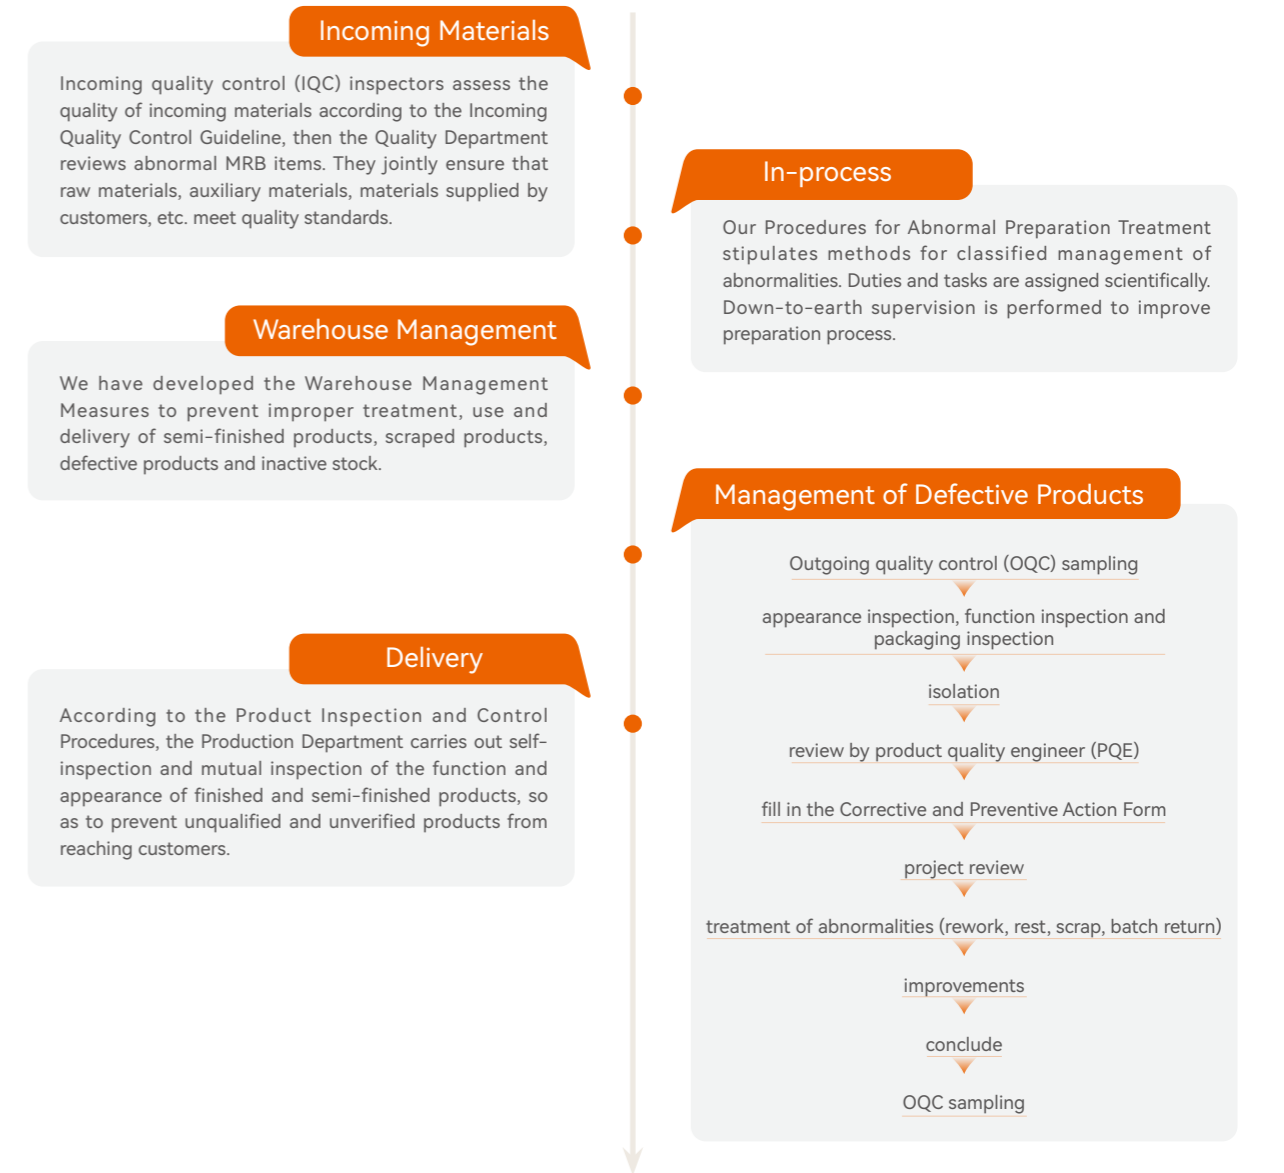 Incoming Materials
Incoming quality control (IQC) inspectors assess the
quality of incoming materials according to the Incoming
Quality Control Guideline, then the Quality Department
reviews abnormal MRB items. They jointly ensure that
raw materials, auxiliary materials, materials supplied by
customers, etc. meet quality standards.
In-process
Our Procedures for Abnormal Preparation Treatment
stipulates methods for classified management of
abnormalities. Duties and tasks are assigned scientifically.
Down-to-earth supervision is performed to improve
preparation process.
Warehouse Management
We have developed the Warehouse Management
Measures to prevent improper treatment, use and
delivery of semi-finished products, scraped products,
defective products and inactive stock.
Management of Defective Products
Outgoing quality control (OQC) sampling
appearance inspection, function inspection and
packaging inspection
isolation
review by product quality engineer (PQE)
fill in the Corrective and Preventive Action Form
project review
treatment of abnormalities (rework, rest, scrap, batch return)
improvements
conclude
OQC sampling
Delivery
According to the Product Inspection and Control
Procedures, the Production Department carries out self-
inspection and mutual inspection of the function and
appearance of finished and semi-finished products, so
as to prevent unqualified and unverified products from
reaching customers.